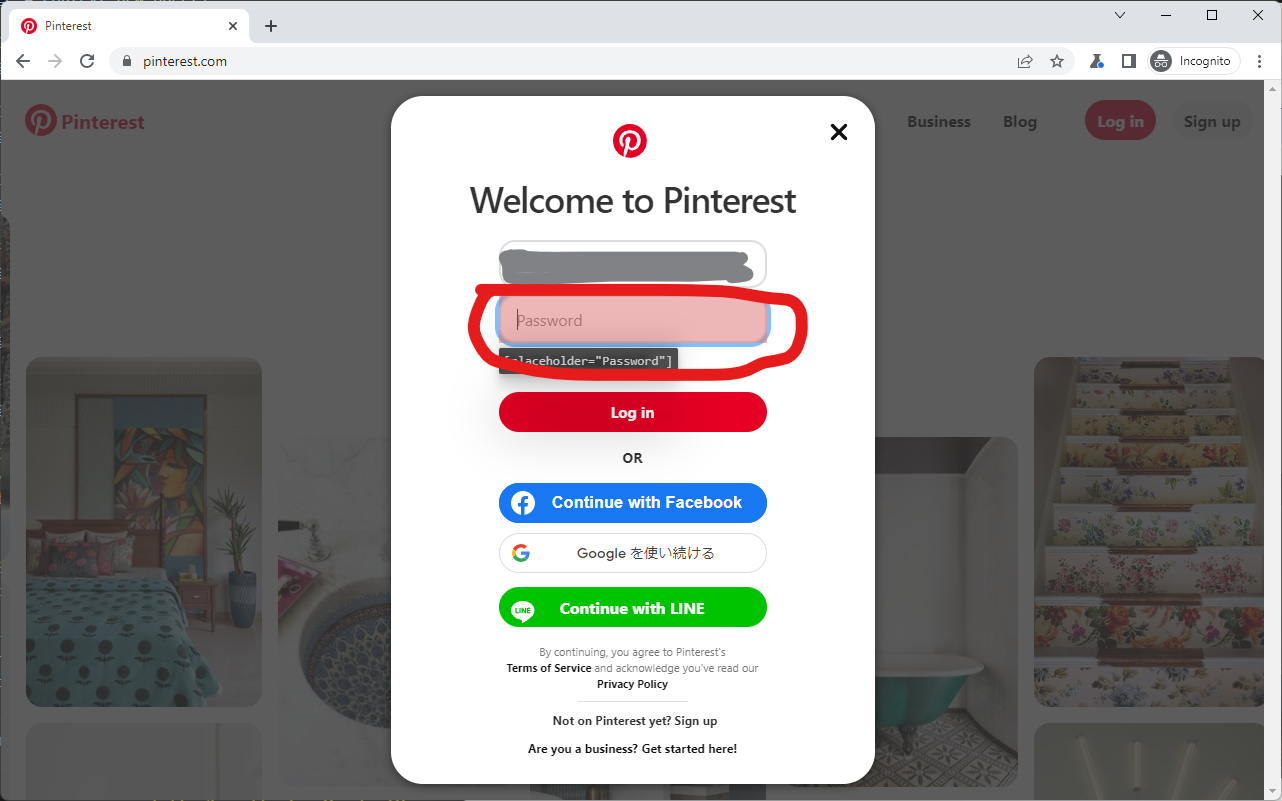 Pinterest
pinterest.com
Incognito
Pinterest
Business
Blog
Log in
Sign up
Welcome to Pinterest
Password
[placeholder="Password"]
Log in
OR
Continue with Facebook
Google を使い続ける
LINE
Continue with LINE
By continuing, you agree to Pinterest's
Terms of Service and acknowledge you've read our
Privacy Policy
Not on Pinterest yet? Sign up
Are you a business? Get started here!